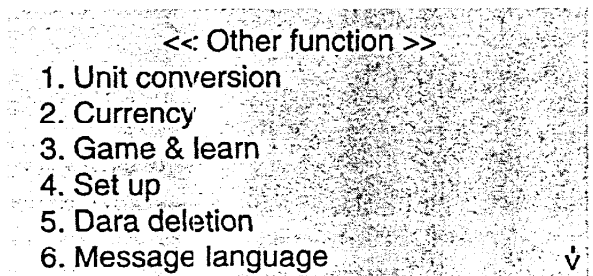 << Other function >>
1. Unit conversion
2. Currency
3. Game & learn
4. Set up
5. Dara deletion
6. Message language